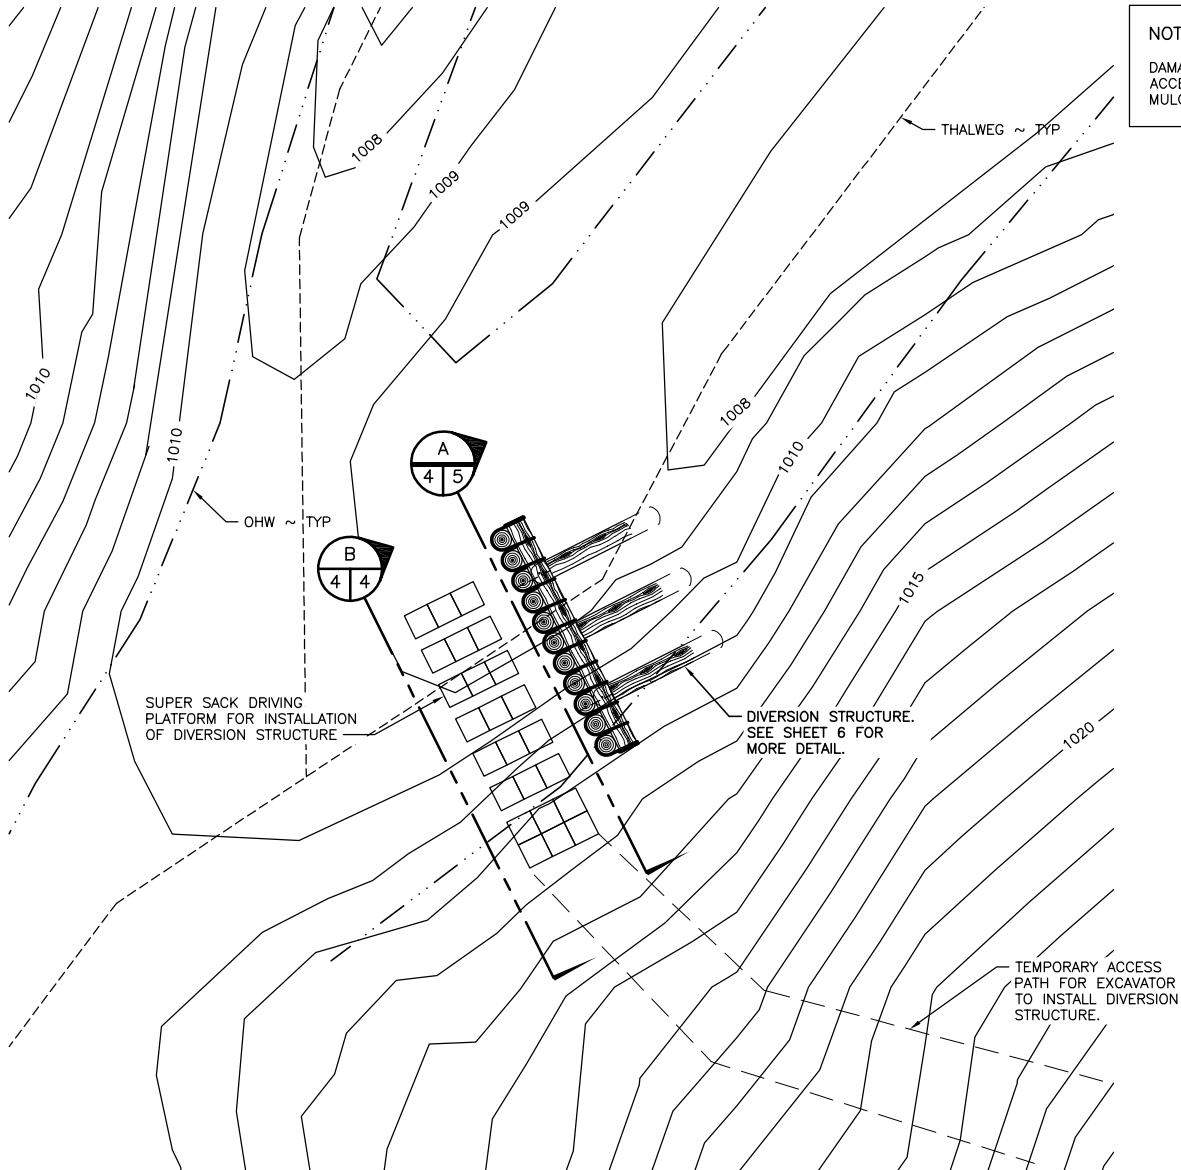 NOT
DAMA
ACCE
MULC
THALWEG ~ TYP
1008
1009
1009
1010
1010
1008
1010
A
4 5
OHW ~ TYP
B
4 4
1015
SUPER SACK DRIVING
PLATFORM FOR INSTALLATION
OF DIVERSION STRUCTURE
DIVERSION STRUCTURE.
SEE SHEET 6 FOR
MORE DETAIL.
1020
TEMPORARY ACCESS
PATH FOR EXCAVATOR
TO INSTALL DIVERSION
STRUCTURE.